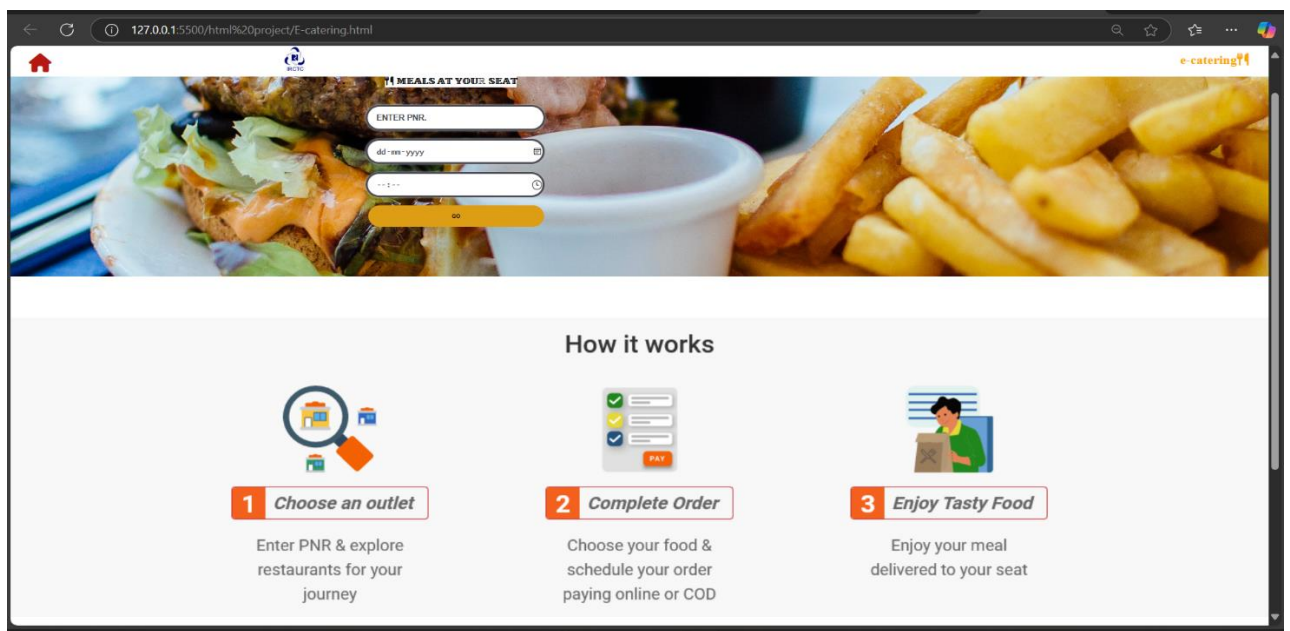 127.0.0.1:5500/html%20project/E-catering.html
IRCTC
e-catering
MEALS AT YOUR SEAT
ENTER PNR.
dd-mm-yyyy
--:--
GO
How it works
PAY
1 Choose an outlet
2 Complete Order
3 Enjoy Tasty Food
Enter PNR & explore
restaurants for your
journey
Choose your food &
schedule your order
paying online or COD
Enjoy your meal
delivered to your seat